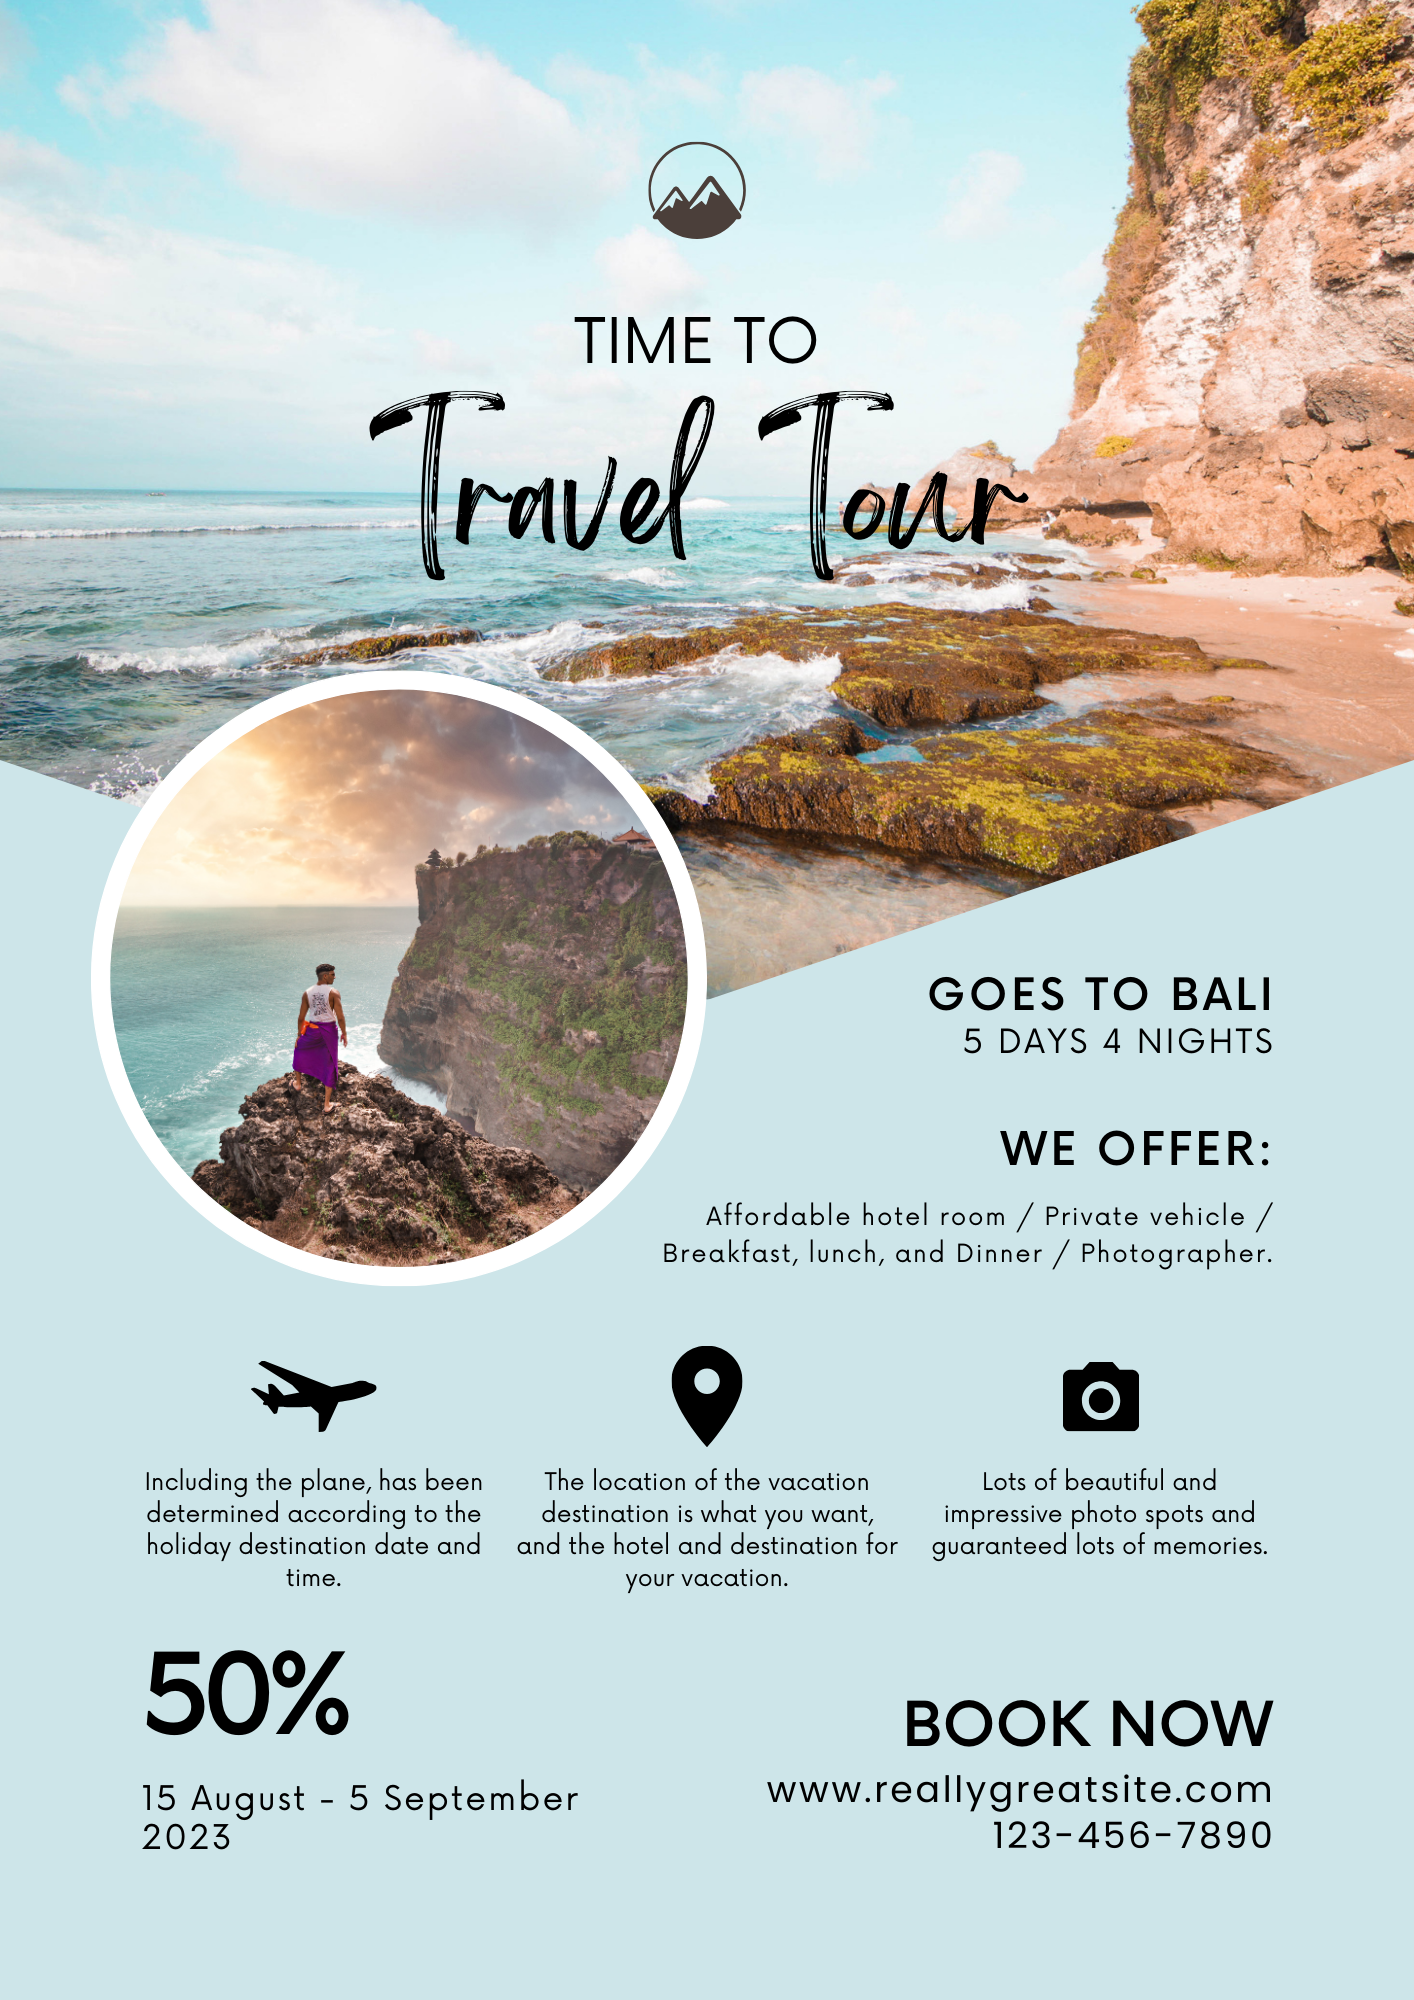 TIME TO
Travel Tour
GOES TO BALI
5 DAYS 4 NIGHTS
WE OFFER:
Affordable hotel room / Private vehicle /
Breakfast, lunch, and Dinner / Photographer.
Including the plane, has been
determined according to the
holiday destination date and
time.
The location of the vacation
destination is what you want,
and the hotel and destination for
your vacation.
Lots of beautiful and
impressive photo spots and
guaranteed lots of memories.
50%
15 August - 5 September
2023
BOOK NOW
www.reallygreatsite.com
123-456-7890